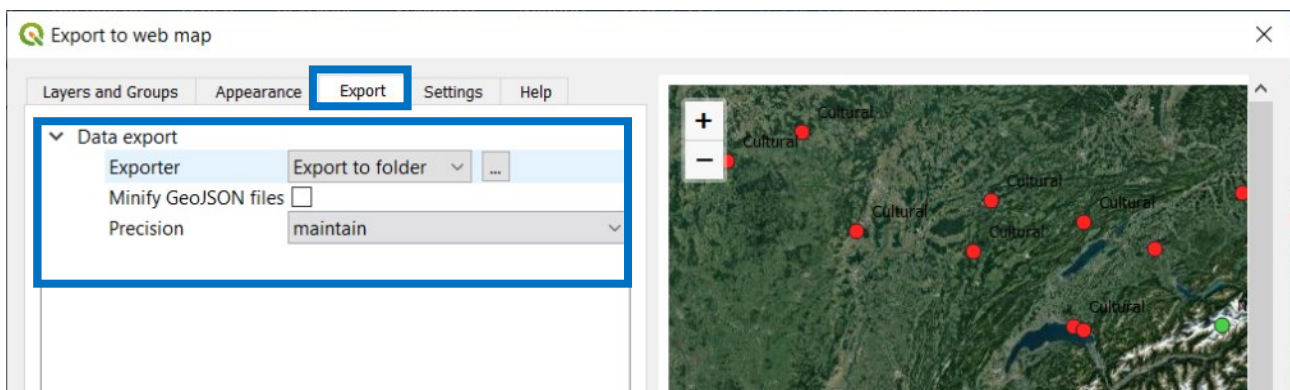 Export to web map
Layers and Groups Appearance Export Settings Help
Data export
Exporter Export to folder ...
Minify GeoJSON files
Precision maintain
+
−
Cultural
Cultural
Cultural
Cultural
Cultural
Cultural
Cultural